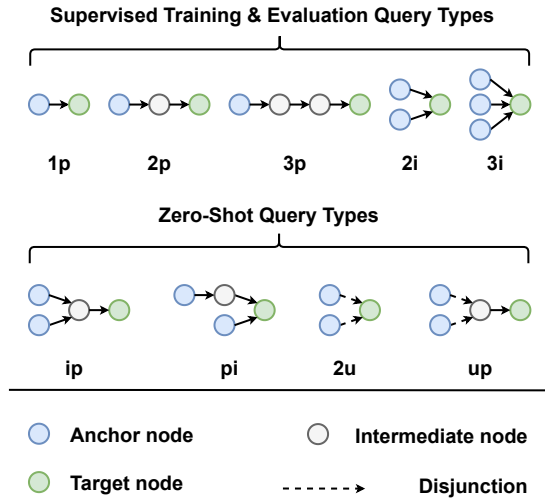 Supervised Training & Evaluation Query Types
1p 2p 3p 2i 3i
Zero-Shot Query Types
ip pi 2u up
Anchor node Intermediate node
Target node Disjunction